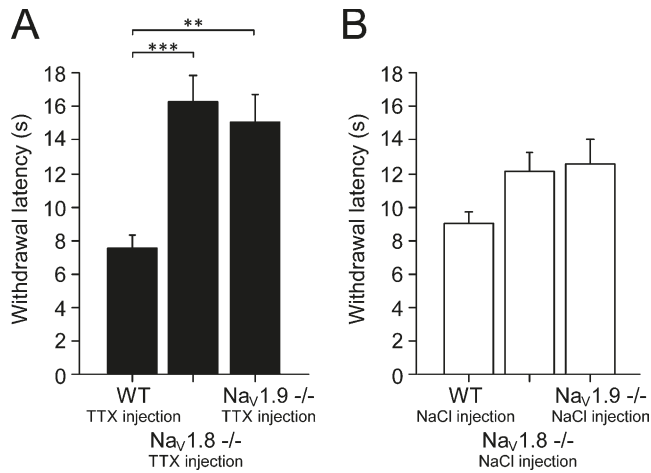 A
**
***
Withdrawal latency (s)
18
16
14
12
10
8
6
4
2
0
WT
TTX injection
NaV1.8 -/-
TTX injection
NaV1.9 -/-
TTX injection
B
Withdrawal latency (s)
18
16
14
12
10
8
6
4
2
0
WT
NaCl injection
NaV1.8 -/-
NaCl injection
NaV1.9 -/-
NaCl injection